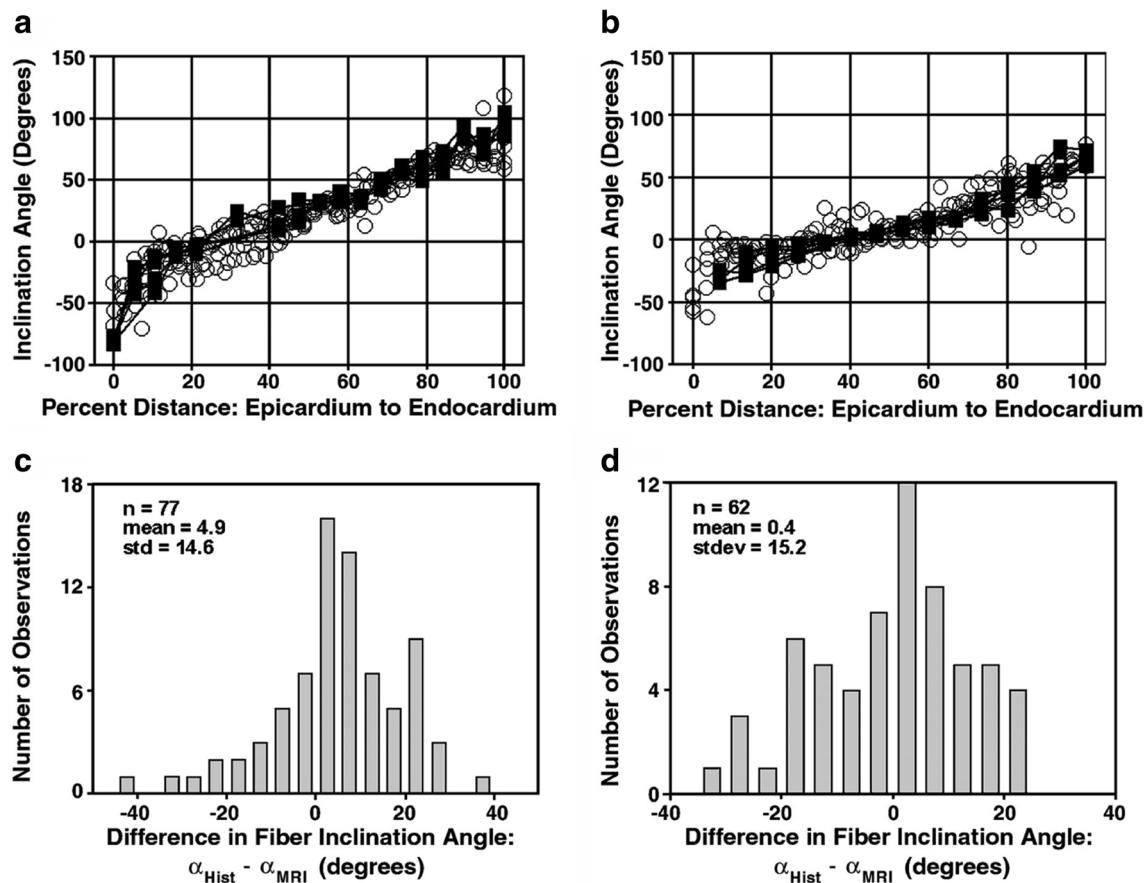 a
150
100
50
0
-50
-100
Inclination Angle (Degrees)
0 20 40 60 80 100
Percent Distance: Epicardium to Endocardium
b
150
100
50
0
-50
-100
Inclination Angle (Degrees)
0 20 40 60 80 100
Percent Distance: Epicardium to Endocardium
c
18
12
6
0
Number of Observations
n = 77
mean = 4.9
std = 14.6
-40 -20 0 20 40
Difference in Fiber Inclination Angle:
αHist - αMRI (degrees)
d
12
8
4
0
Number of Observations
n = 62
mean = 0.4
stdev = 15.2
-40 -20 0 20 40
Difference in Fiber Inclination Angle:
αHist - αMRI (degrees)